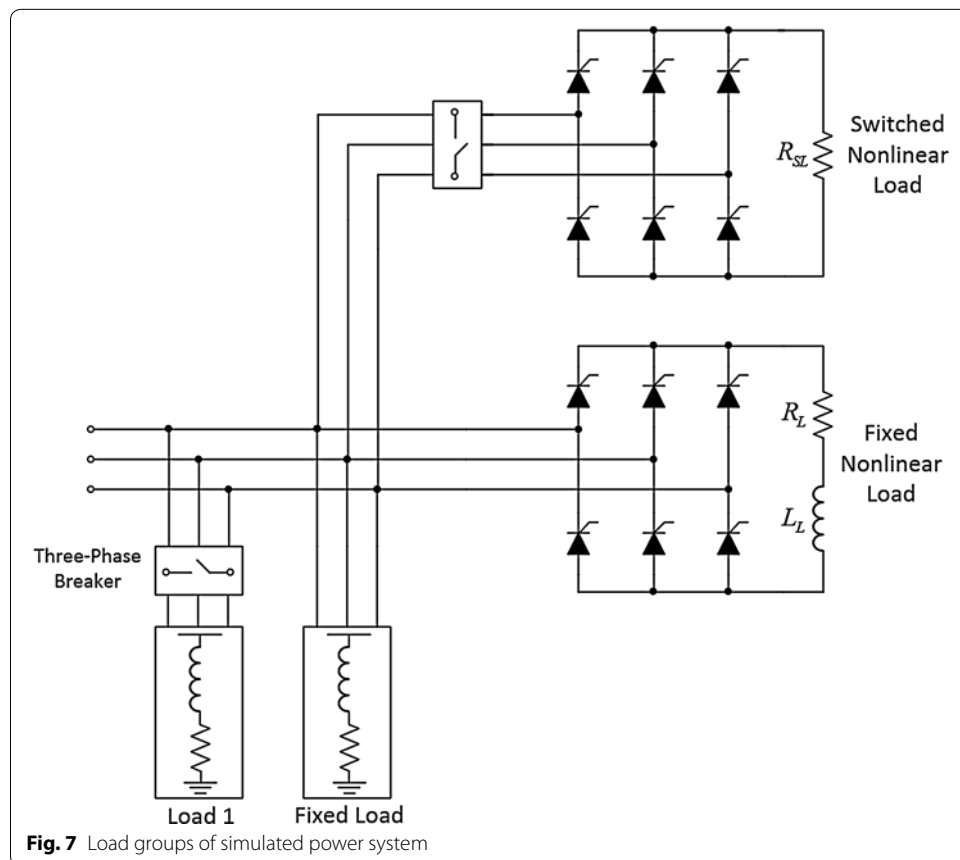 R_SL
Switched
Nonlinear
Load
R_L
Fixed
Nonlinear
Load
L_L
Three-Phase
Breaker
Load 1
Fixed Load
Fig. 7 Load groups of simulated power system